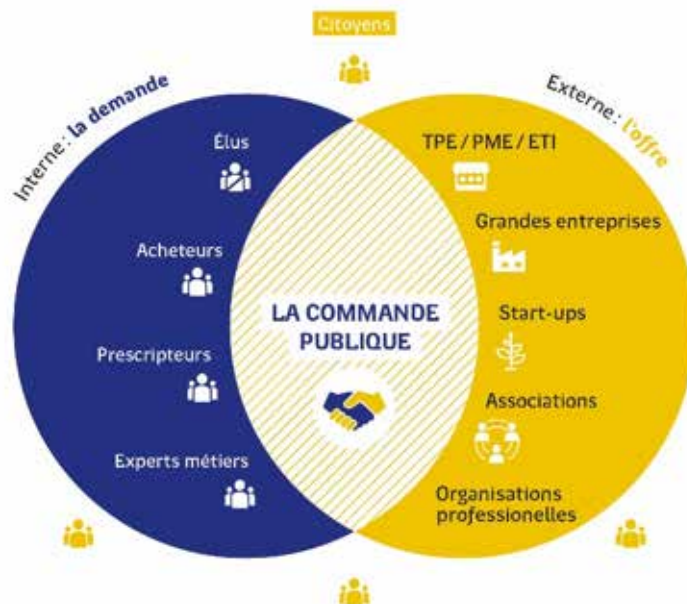 Citoyens
Interne : la demande
Externe : l'offre
Élus
Acheteurs
Prescripteurs
Experts métiers
LA COMMANDE
PUBLIQUE
TPE / PME / ETI
Grandes entreprises
Start-ups
Associations
Organisations
professionelles